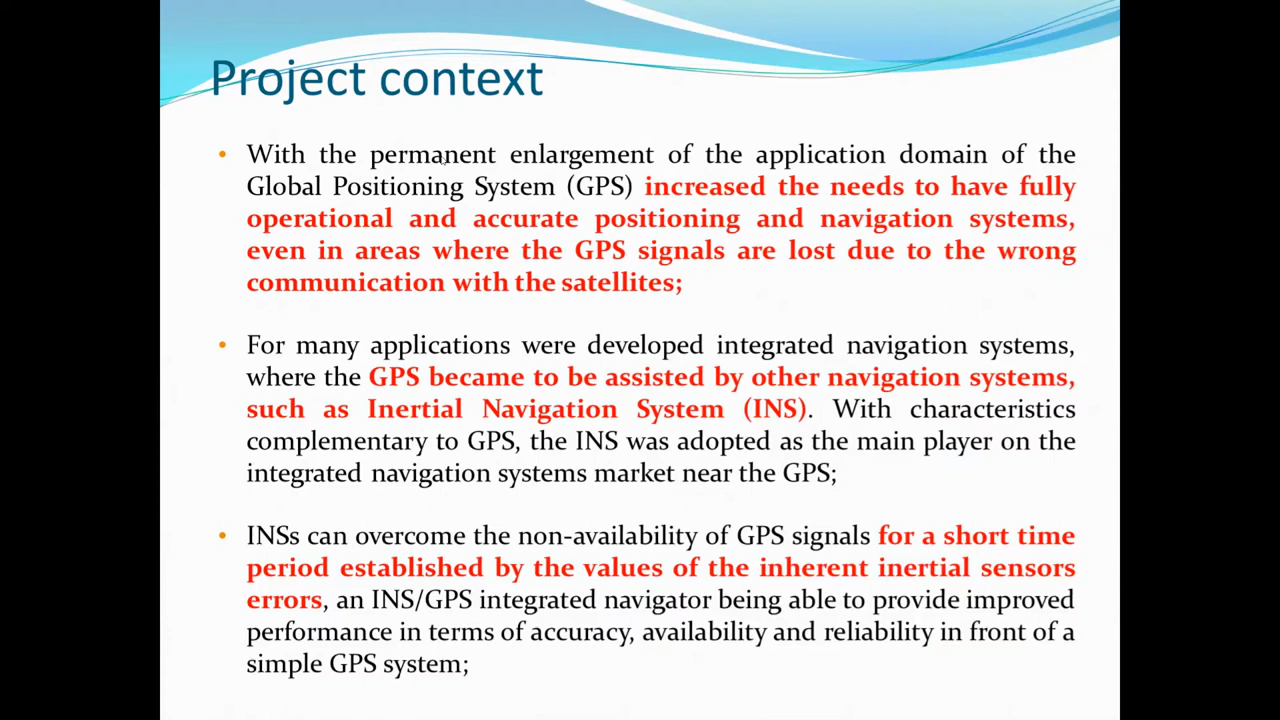 Project context
• With the permanent enlargement of the application domain of the
Global Positioning System (GPS) increased the needs to have fully
operational and accurate positioning and navigation systems,
even in areas where the GPS signals are lost due to the wrong
communication with the satellites;
• For many applications were developed integrated navigation systems,
where the GPS became to be assisted by other navigation systems,
such as Inertial Navigation System (INS). With characteristics
complementary to GPS, the INS was adopted as the main player on the
integrated navigation systems market near the GPS;
• INSs can overcome the non-availability of GPS signals for a short time
period established by the values of the inherent inertial sensors
errors, an INS/GPS integrated navigator being able to provide improved
performance in terms of accuracy, availability and reliability in front of a
simple GPS system;